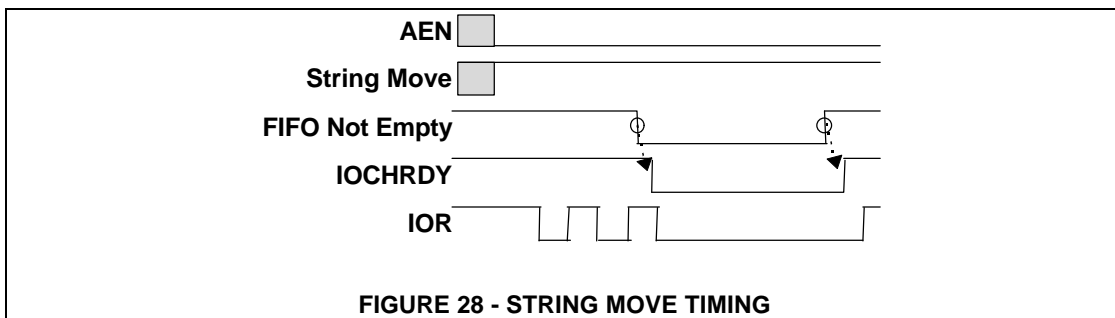 AEN
String Move
FIFO Not Empty
IOCHRDY
IOR
FIGURE 28 - STRING MOVE TIMING